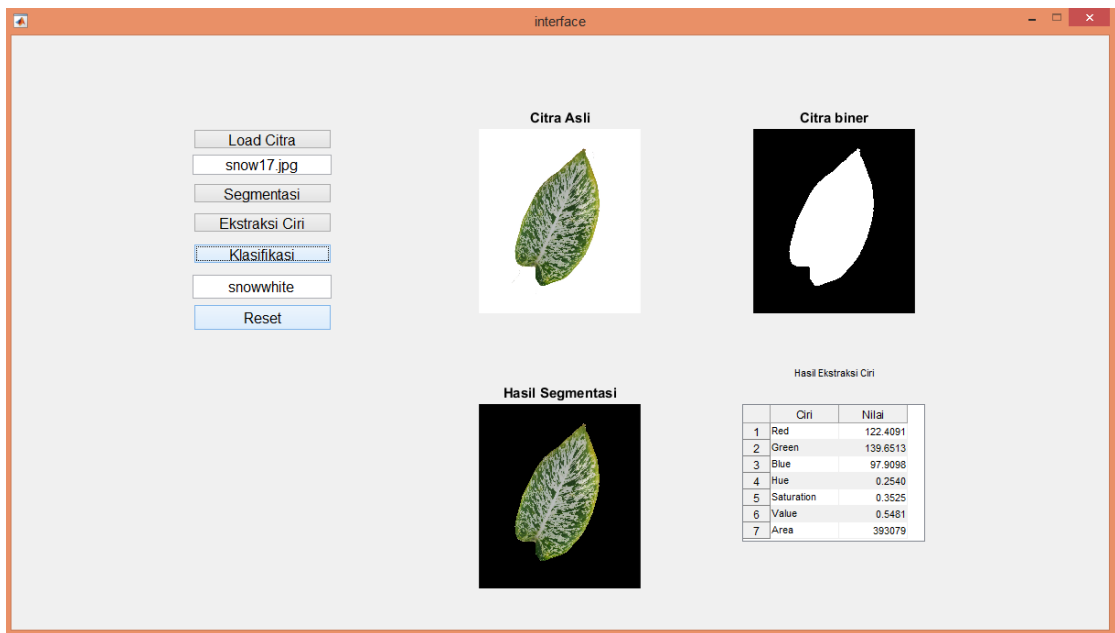 interface
Load Citra
snow17.jpg
Segmentasi
Ekstraksi Ciri
Klasifikasi
snowwhite
Reset
Citra Asli
Citra biner
Hasil Segmentasi
Hasil Ekstraksi Ciri
Ciri Nilai
1 Red 122.4091
2 Green 139.6513
3 Blue 97.9098
4 Hue 0.2540
5 Saturation 0.3525
6 Value 0.5481
7 Area 393079